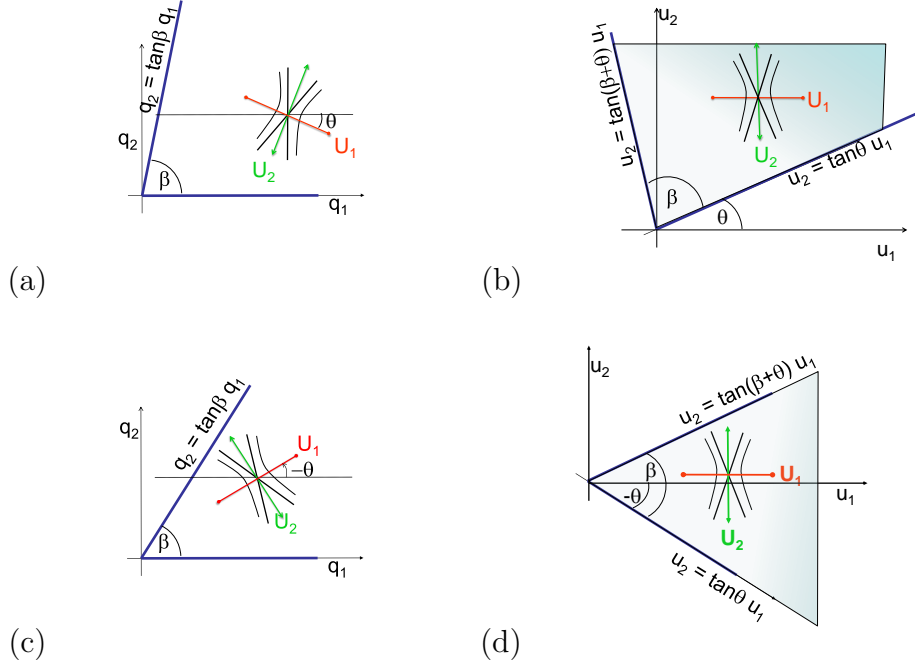 q₂ = tanβ q₁
q₂
θ
U₁
U₂
β
q₁
(a)
u₂
u₂ = tan(β+θ) u₁
U₁
U₂
u₂ = tanθ u₁
β
θ
u₁
(b)
q₂
q₂ = tanβ q₁
U₁
−θ
U₂
β
q₁
(c)
u₂
u₂ = tan(β+θ) u₁
β
-θ
U₁
u₁
U₂
u₂ = tanθ u₁
(d)